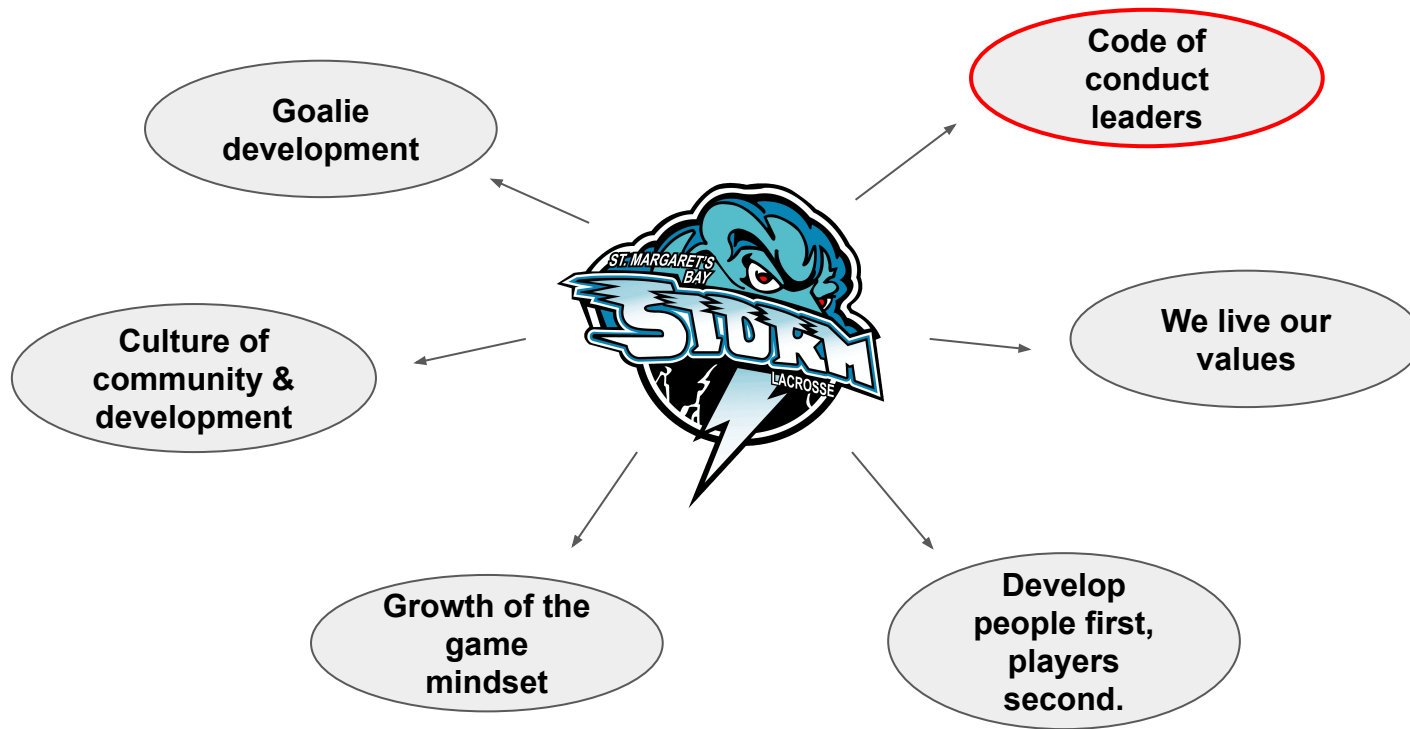 Code of
conduct
leaders
Goalie
development
ST. MARGARET'S
BAY
STORM
LACROSSE
We live our
values
Culture of
community &
development
Develop
people first,
players
second.
Growth of the
game
mindset